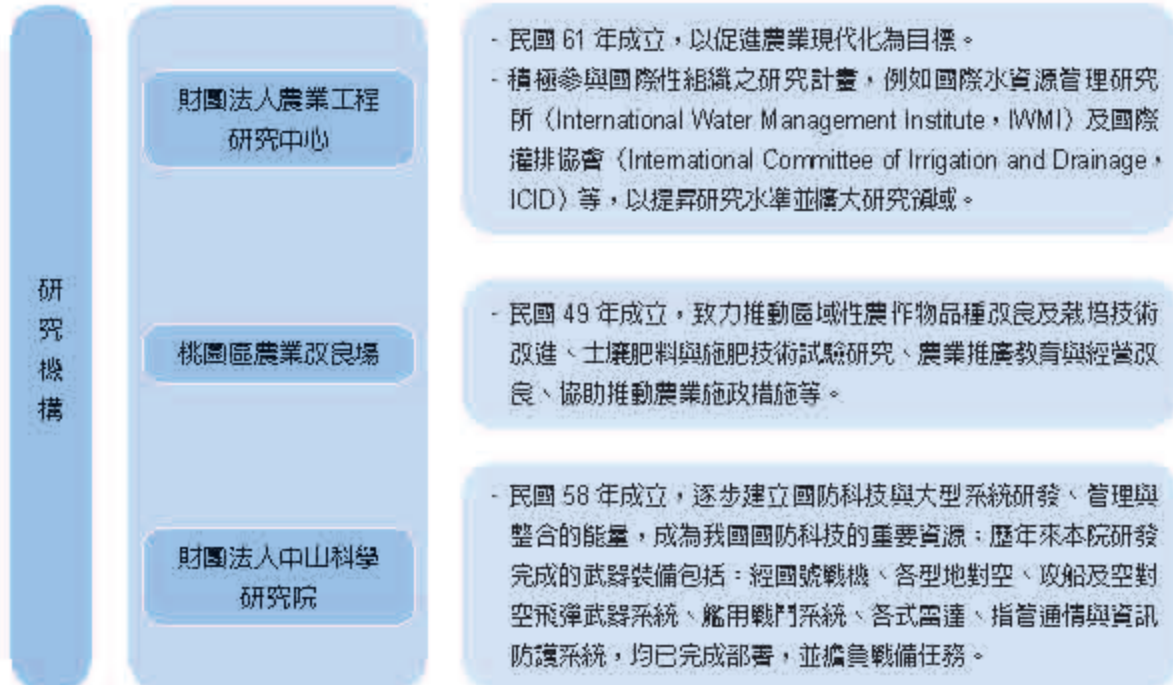 研究機構
財團法人農業工程
研究中心
- 民國 61 年成立，以促進農業現代化為目標。
- 積極參與國際性組織之研究計畫，例如國際水資源管理研究
所（International Water Management Institute，IWMI）及國際
灌排協會（International Committee of Irrigation and Drainage，
ICID）等，以提昇研究水準並擴大研究領域。
桃園區農業改良場
- 民國 49 年成立，致力推動區域性農作物品種改良及栽培技術
改進、土壤肥料與施肥技術試驗研究、農業推廣教育與經營改
良、協助推動農業施政措施等。
財團法人中山科學
研究院
- 民國 58 年成立，逐步建立國防科技與大型系統研發、管理與
整合的能量，成為我國國防科技的重要資源；歷年來本院研發
完成的武器裝備包括：經國號戰機、各型地對空、攻船及空對
空飛彈武器系統、艦用戰鬥系統、各式雷達、指管通情與資訊
防護系統，均已完成部署，並擔負戰備任務。